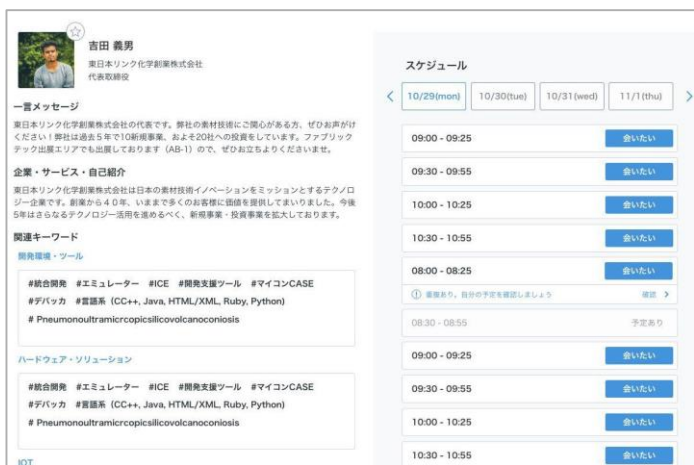 吉田 義男
東日本リンク化学創業株式会社
代表取締役
一言メッセージ
東日本リンク化学創業株式会社の代表です。弊社の素材技術にご関心がある方、ぜひお声がけ
ください！弊社は過去５年で10新規事業、およそ20社への投資をしています。ファブリック
テック出展エリアでも出展しております（AB-1）ので、ぜひお立ちよりくださいませ。
企業・サービス・自己紹介
東日本リンク化学創業株式会社は日本の素材技術イノベーションをミッションとするテクノロ
ジー企業です。創業から４０年、いままで多くのお客様に価値を提供してまいりました。今後
5年はさらなるテクノロジー活用を進めるべく、新規事業・投資事業を拡大しております。
関連キーワード
開発環境・ツール
#統合開発 #エミュレーター #ICE #開発支援ツール #マイコンCASE
#デバッカ #言語系（CC++, Java, HTML/XML, Ruby, Python)
# Pneumonoultramicrcopicsilicovolcanoconiosis
ハードウェア・ソリューション
#統合開発 #エミュレーター #ICE #開発支援ツール #マイコンCASE
#デバッカ #言語系（CC++, Java, HTML/XML, Ruby, Python)
# Pneumonoultramicrcopicsilicovolcanoconiosis
IOT
スケジュール
10/29(mon) 10/30(tue) 10/31(wed) 11/1(thu)
09:00 - 09:25 会いたい
09:30 - 09:55 会いたい
10:00 - 10:25 会いたい
10:30 - 10:55 会いたい
08:00 - 08:25 会いたい
重複あり、自分の予定を確認しましょう 確認
08:30 - 08:55 予定あり
09:00 - 09:25 会いたい
09:30 - 09:55 会いたい
10:00 - 10:25 会いたい
10:30 - 10:55 会いたい